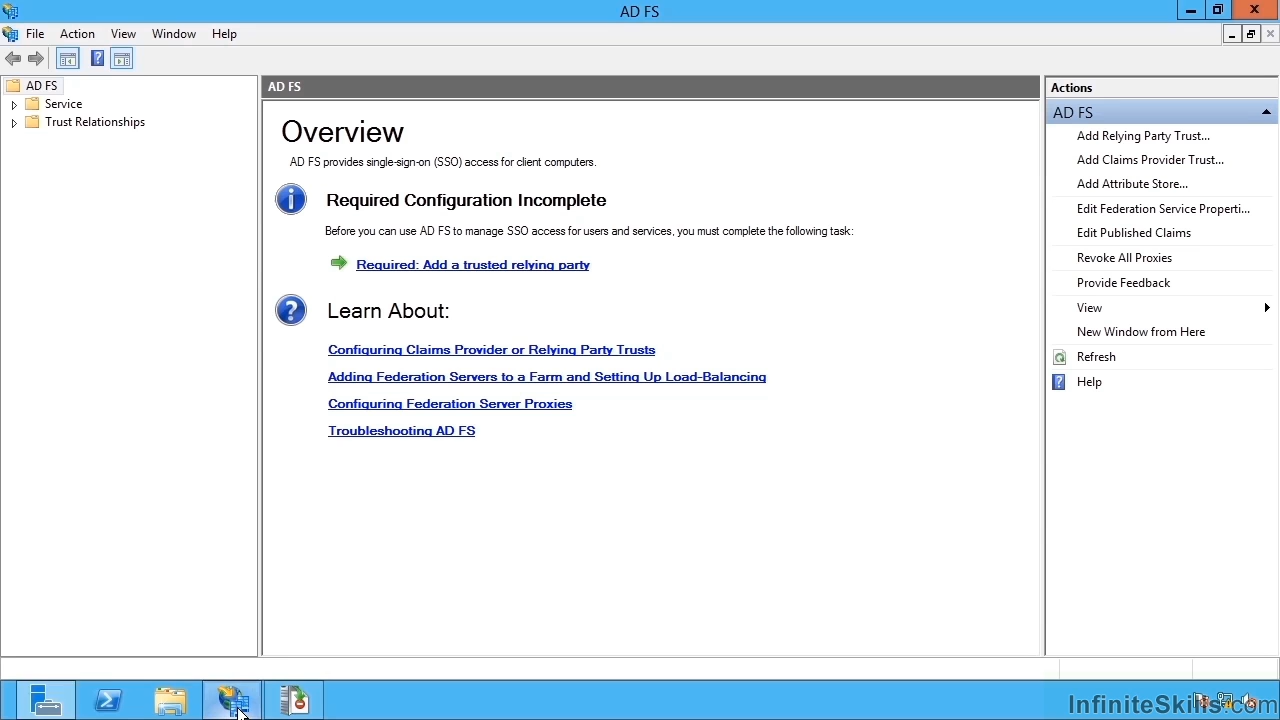 AD FS
File Action View Window Help
AD FS
Service
Trust Relationships
AD FS
Overview
AD FS provides single-sign-on (SSO) access for client computers.
Required Configuration Incomplete
Before you can use AD FS to manage SSO access for users and services, you must complete the following task:
Required: Add a trusted relying party
Learn About:
Configuring Claims Provider or Relying Party Trusts
Adding Federation Servers to a Farm and Setting Up Load-Balancing
Configuring Federation Server Proxies
Troubleshooting AD FS
Actions
AD FS
Add Relying Party Trust...
Add Claims Provider Trust...
Add Attribute Store...
Edit Federation Service Properti...
Edit Published Claims
Revoke All Proxies
Provide Feedback
View
New Window from Here
Refresh
Help
InfiniteSkills.com